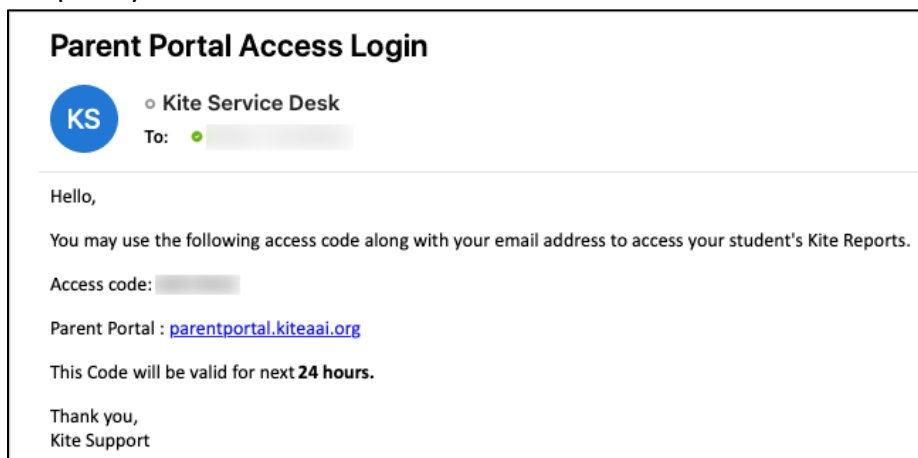 Parent Portal Access Login
KS
Kite Service Desk
To:
Hello,
You may use the following access code along with your email address to access your student's Kite Reports.
Access code:
Parent Portal : parentportal.kiteaai.org
This Code will be valid for next 24 hours.
Thank you,
Kite Support